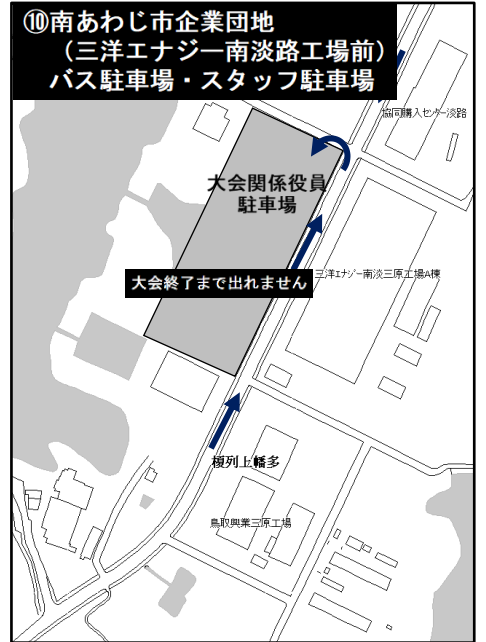 ⑩南あわじ市企業団地
（三洋エナジー南淡路工場前）
バス駐車場・スタッフ駐車場
協同購入センター淡路
大会関係役員
駐車場
三洋エナジー南淡三原工場A棟
大会終了まで出れません
榎列上幡多
鳥取興業三原工場